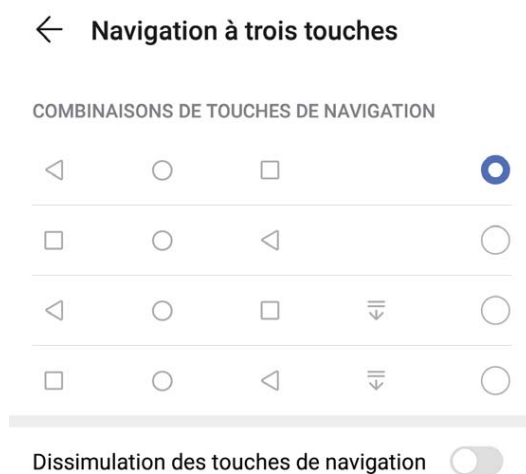 Navigation à trois touches
COMBINAISONS DE TOUCHES DE NAVIGATION
Dissimulation des touches de navigation